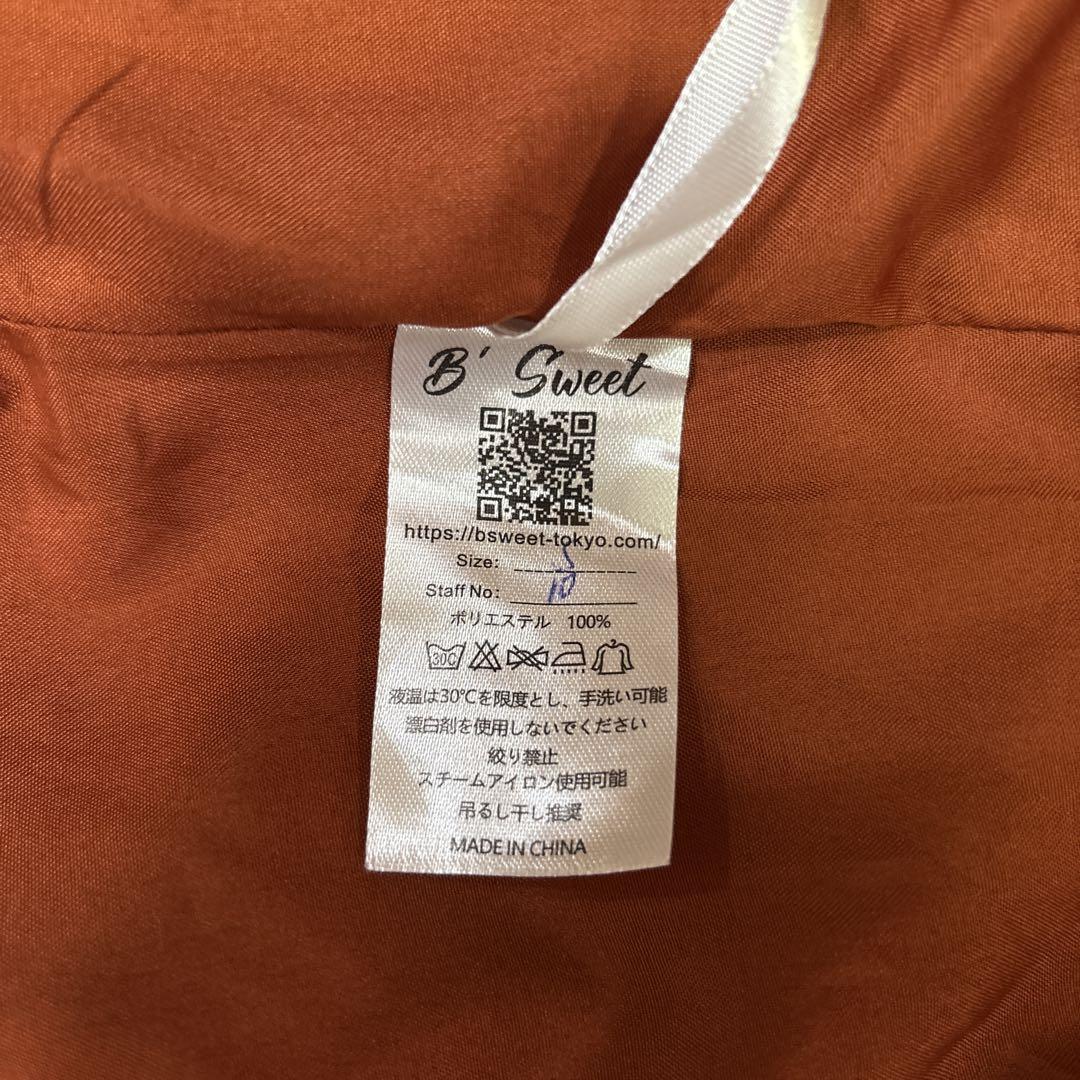 B' Sweet
https://bsweet-tokyo.com/
Size: S
Staff No: 10
ポリエステル 100%
30C
液温は30℃を限度とし、手洗い可能
漂白剤を使用しないでください
絞り禁止
スチームアイロン使用可能
吊るし干し推奨
MADE IN CHINA